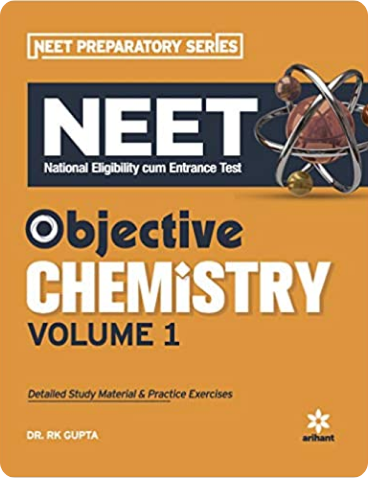 NEET PREPARATORY SERIES
NEET
National Eligibility cum Entrance Test
Objective
CHEMiSTRY
VOLUME 1
Detailed Study Material & Practice Exercises
DR. RK GUPTA
arihant